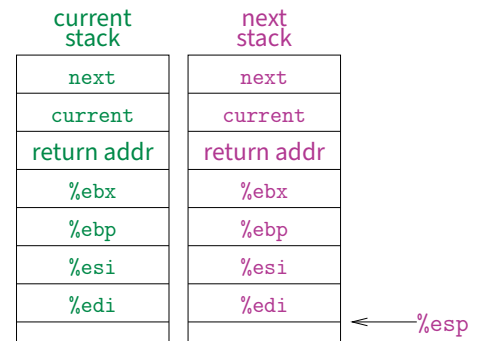 current
stack
next
stack
next
next
current
current
return addr
return addr
%ebx
%ebx
%ebp
%ebp
%esi
%esi
%edi
%edi
%esp